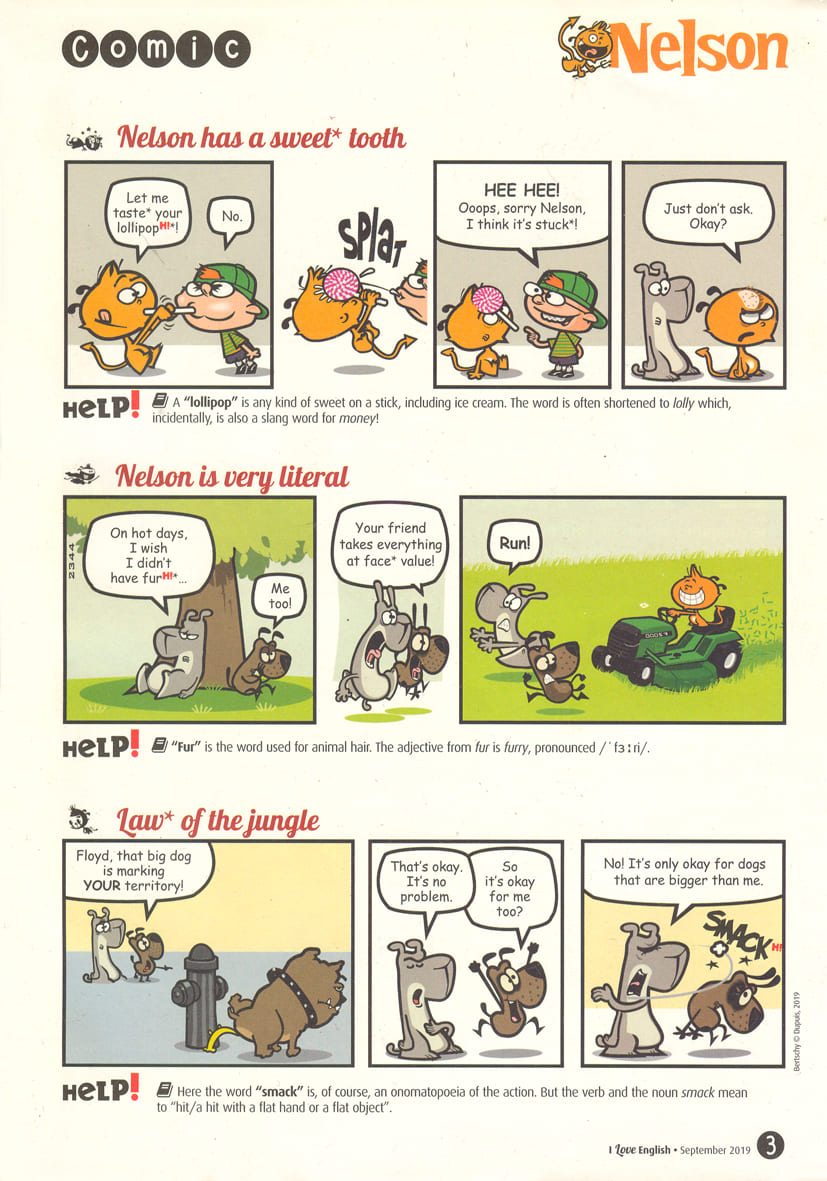 Comic
Nelson
Nelson has a sweet* tooth
Let me
taste* your
lollipopH!*!
No.
SPlaT
HEE HEE!
Ooops, sorry Nelson,
I think it's stuck*!
Just don't ask.
Okay?
HELP! A “lollipop” is any kind of sweet on a stick, including ice cream. The word is often shortened to lolly which,
incidentally, is also a slang word for money!
Nelson is very literal
2344
On hot days,
I wish
I didn't
have furH!*...
Me
too!
Your friend
takes everything
at face* value!
Run!
HELP! “Fur” is the word used for animal hair. The adjective from fur is furry, pronounced /ˈfɜːri/.
Law* of the jungle
Floyd, that big dog
is marking
YOUR territory!
That's okay.
It's no
problem.
So
it's okay
for me
too?
No! It's only okay for dogs
that are bigger than me.
SMACK H!
Bertschy © Dupuis, 2019
HELP! Here the word “smack” is, of course, an onomatopoeia of the action. But the verb and the noun smack mean
to “hit/a hit with a flat hand or a flat object”.
I Love English • September 2019 3